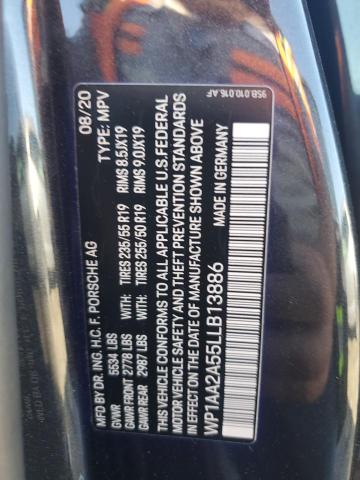 95B.010.016.AF
MFD BY DR. ING. H.C. F. PORSCHE AG 08/20
GVWR 5534 LBS TYPE: MPV
GAWR FRONT 2778 LBS WITH: TIRES 235/55 R19 RIMS 8.5JX19
GAWR REAR 2987 LBS WITH: TIRES 255/50 R19 RIMS 9.0JX19
THIS VEHICLE CONFORMS TO ALL APPLICABLE U.S.FEDERAL
MOTOR VEHICLE SAFETY AND THEFT PREVENTION STANDARDS
IN EFFECT ON THE DATE OF MANUFACTURE SHOWN ABOVE
WP1AA2A55LLB13886 MADE IN GERMANY